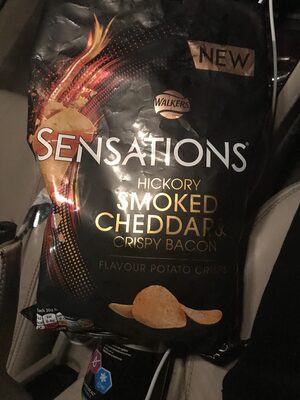 NEW
WALKERS
SENSATIONS
HICKORY
SMOKED
CHEDDAR &
CRISPY BACON
FLAVOUR POTATO CRISPS